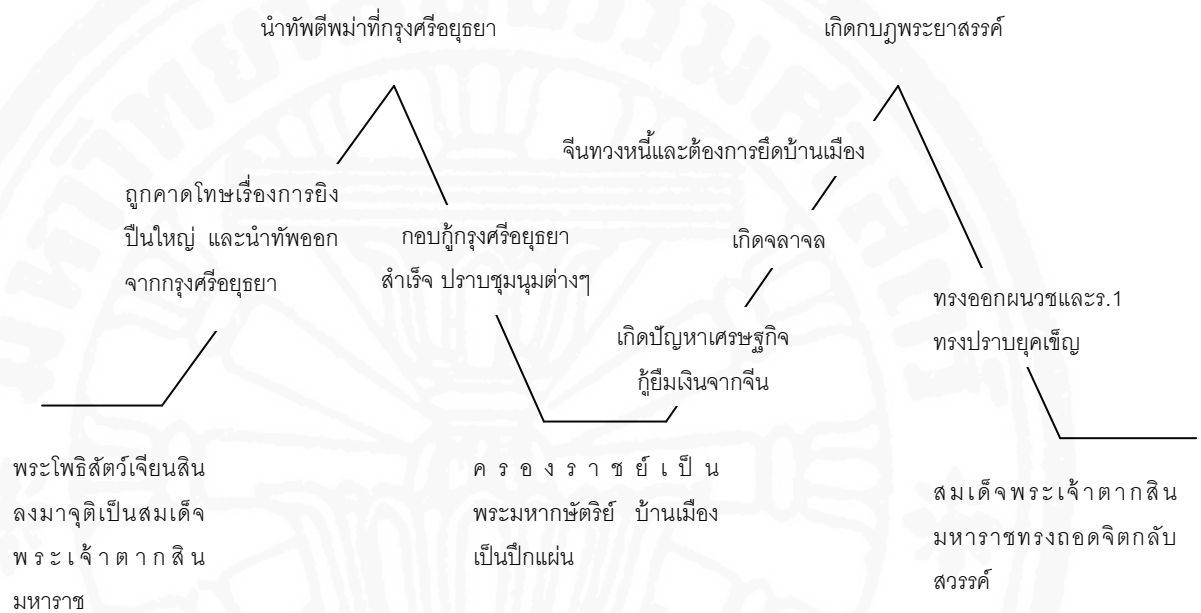 นำทัพตีพม่าที่กรุงศรีอยุธยา
เกิดกบฏพระยาสรรค์
จีนทวงหนี้และต้องการยึดบ้านเมือง
ถูกคาดโทษเรื่องการยิง
ปืนใหญ่ และนำทัพออก
จากกรุงศรีอยุธยา
กอบกู้กรุงศรีอยุธยา
สำเร็จ ปราบชุมนุมต่างๆ
เกิดจลาจล
เกิดปัญหาเศรษฐกิจ
กู้ยืมเงินจากจีน
ทรงออกผนวชและร.1
ทรงปราบยุคเข็ญ
พระโพธิสัตว์เจียนสิน
ลงมาจุติเป็นสมเด็จ
พระเจ้าตากสิน
มหาราช
ครองราชย์เป็น
พระมหากษัตริย์ บ้านเมือง
เป็นปึกแผ่น
สมเด็จพระเจ้าตากสิน
มหาราชทรงถอดจิตกลับ
สวรรค์